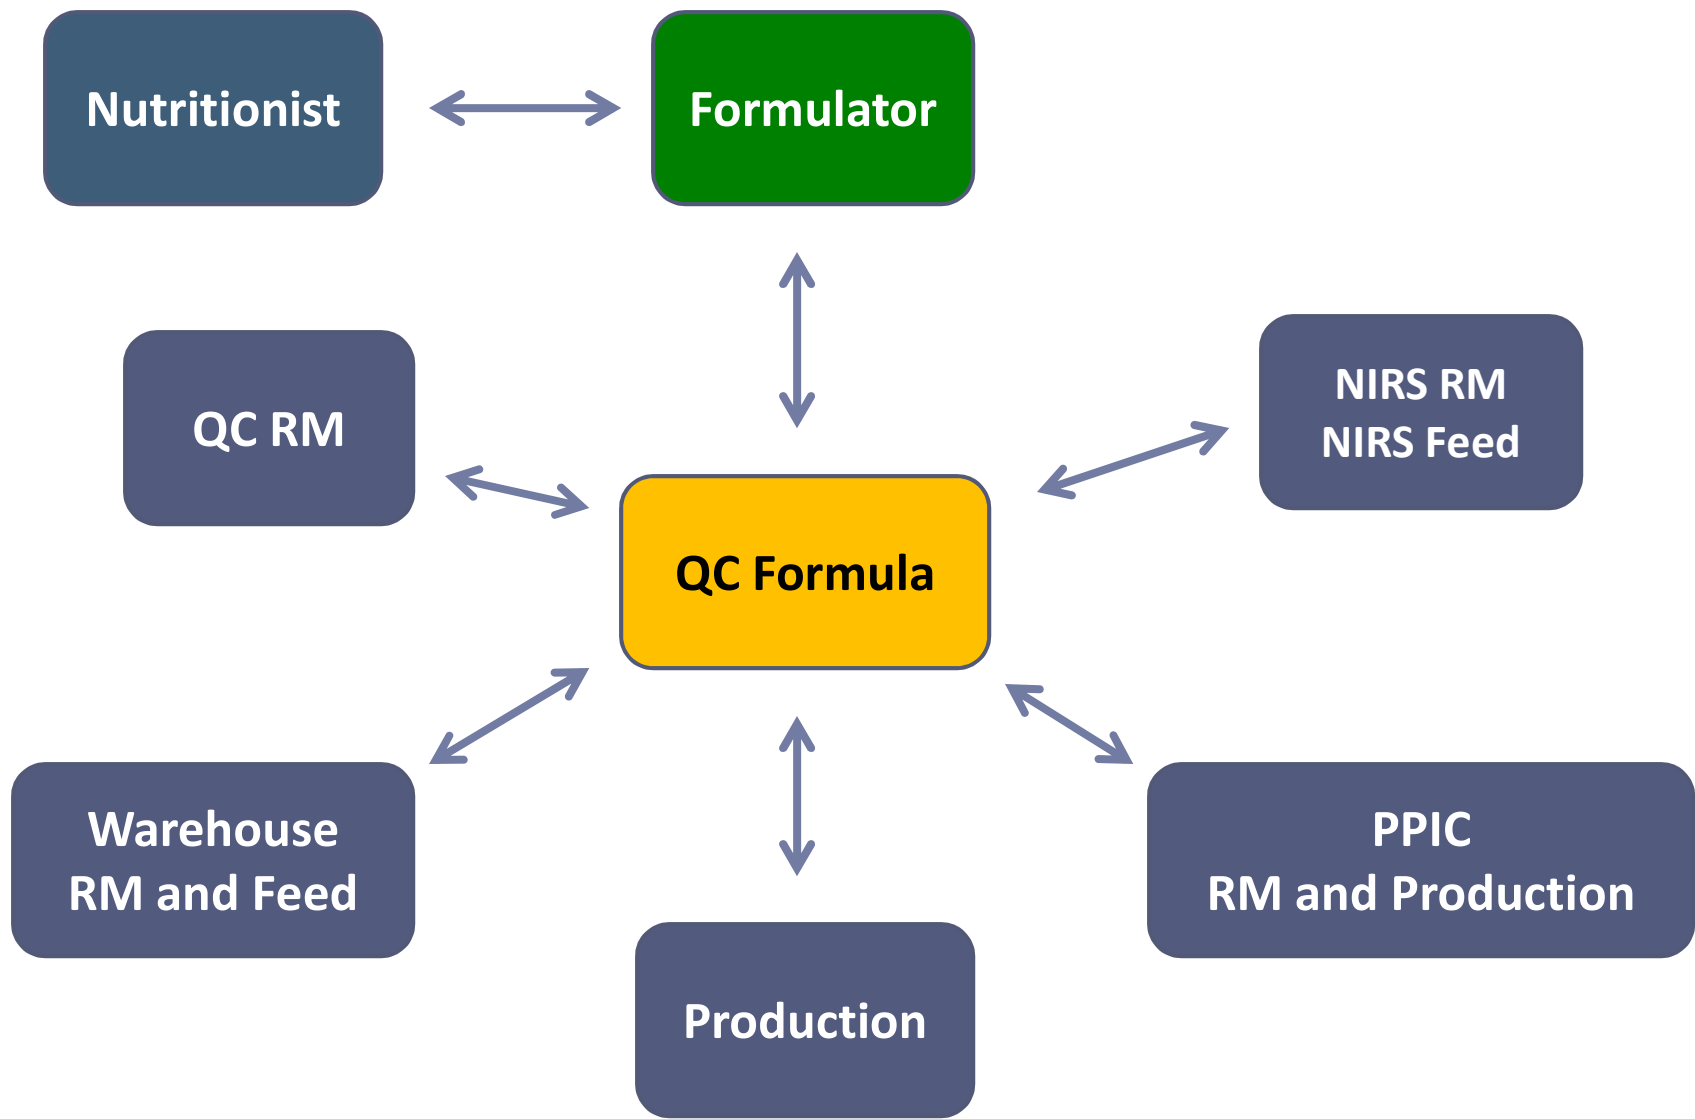 Nutritionist
Formulator
QC RM
NIRS RM
NIRS Feed
QC Formula
Warehouse
RM and Feed
PPIC
RM and Production
Production